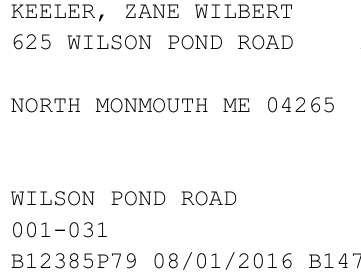 KEELER, ZANE WILBERT
625 WILSON POND ROAD
NORTH MONMOUTH ME 04265
WILSON POND ROAD
001-031
B12385P79 08/01/2016 B147